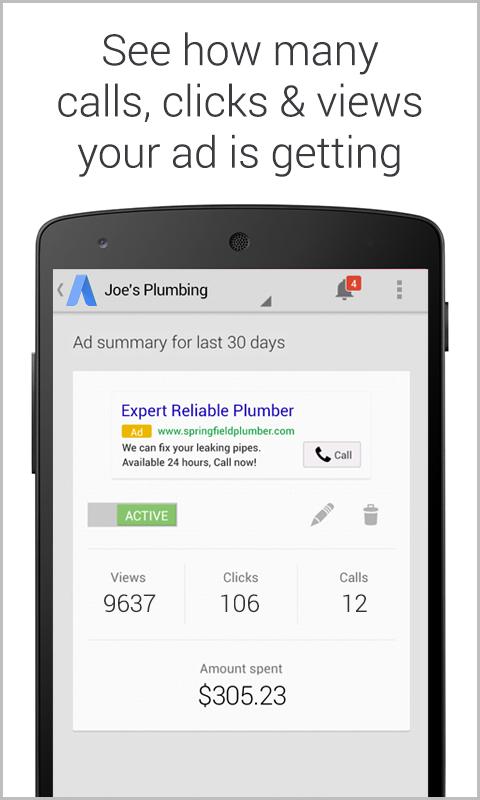 See how many
calls, clicks & views
your ad is getting
Joe's Plumbing
4
Ad summary for last 30 days
Expert Reliable Plumber
Ad www.springfieldplumber.com
We can fix your leaking pipes.
Available 24 hours, Call now!
Call
ACTIVE
Views Clicks Calls
9637 106 12
Amount spent
$305.23